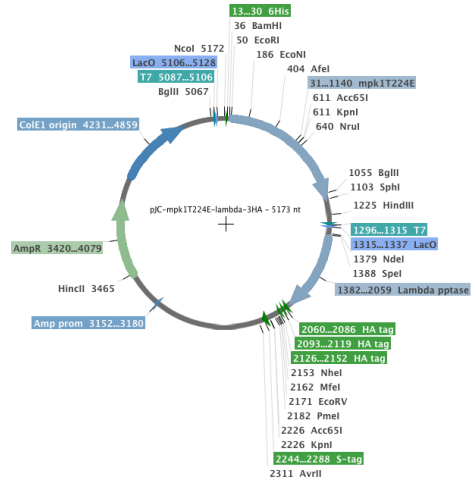 13...30 6His
36 BamHI
50 EcoRI
186 EcoNI
404 AfeI
31...1140 mpk1T224E
611 Acc65I
611 KpnI
640 NruI
1055 BglII
1103 SphI
1225 HindIII
1296...1315 T7
1315...1337 LacO
1379 NdeI
1388 SpeI
1382...2059 Lambda pptase
2060...2086 HA tag
2093...2119 HA tag
2126...2152 HA tag
2153 NheI
2162 MfeI
2171 EcoRV
2182 PmeI
2226 Acc65I
2226 KpnI
2244...2288 S-tag
2311 AvrII
Amp prom 3152...3180
HincII 3465
AmpR 3420...4079
ColE1 origin 4231...4859
BglII 5067
T7 5087...5106
LacO 5106...5128
NcoI 5172
pJC-mpk1T224E-lambda-3HA - 5173 nt